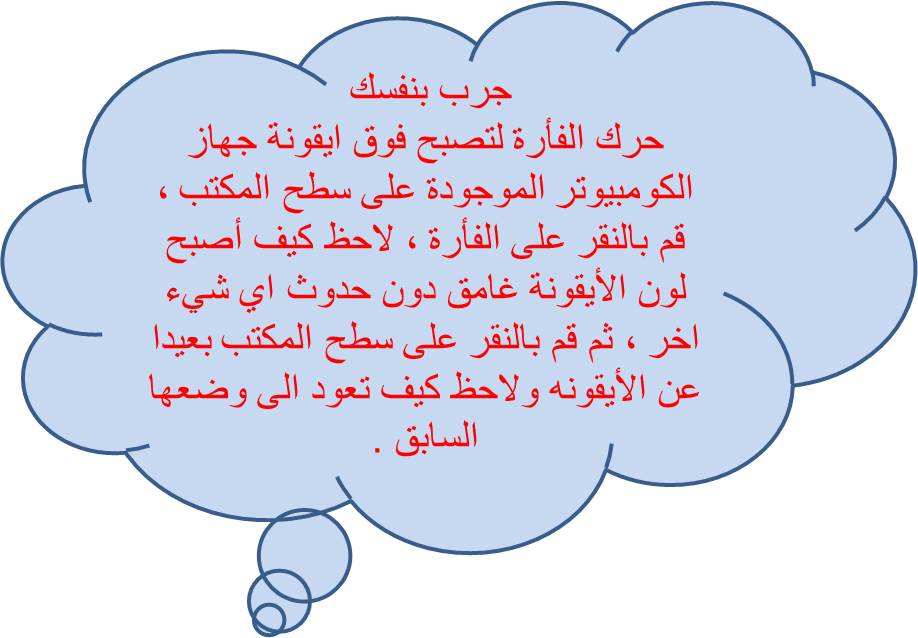 جرب بنفسك
حرك الفأرة لتصبح فوق ايقونة جهاز
الكومبيوتر الموجودة على سطح المكتب ،
قم بالنقر على الفأرة ، لاحظ كيف أصبح
لون الأيقونة غامق دون حدوث اي شيء
اخر ، ثم قم بالنقر على سطح المكتب بعيدا
عن الأيقونه ولاحظ كيف تعود الى وضعها
السابق .